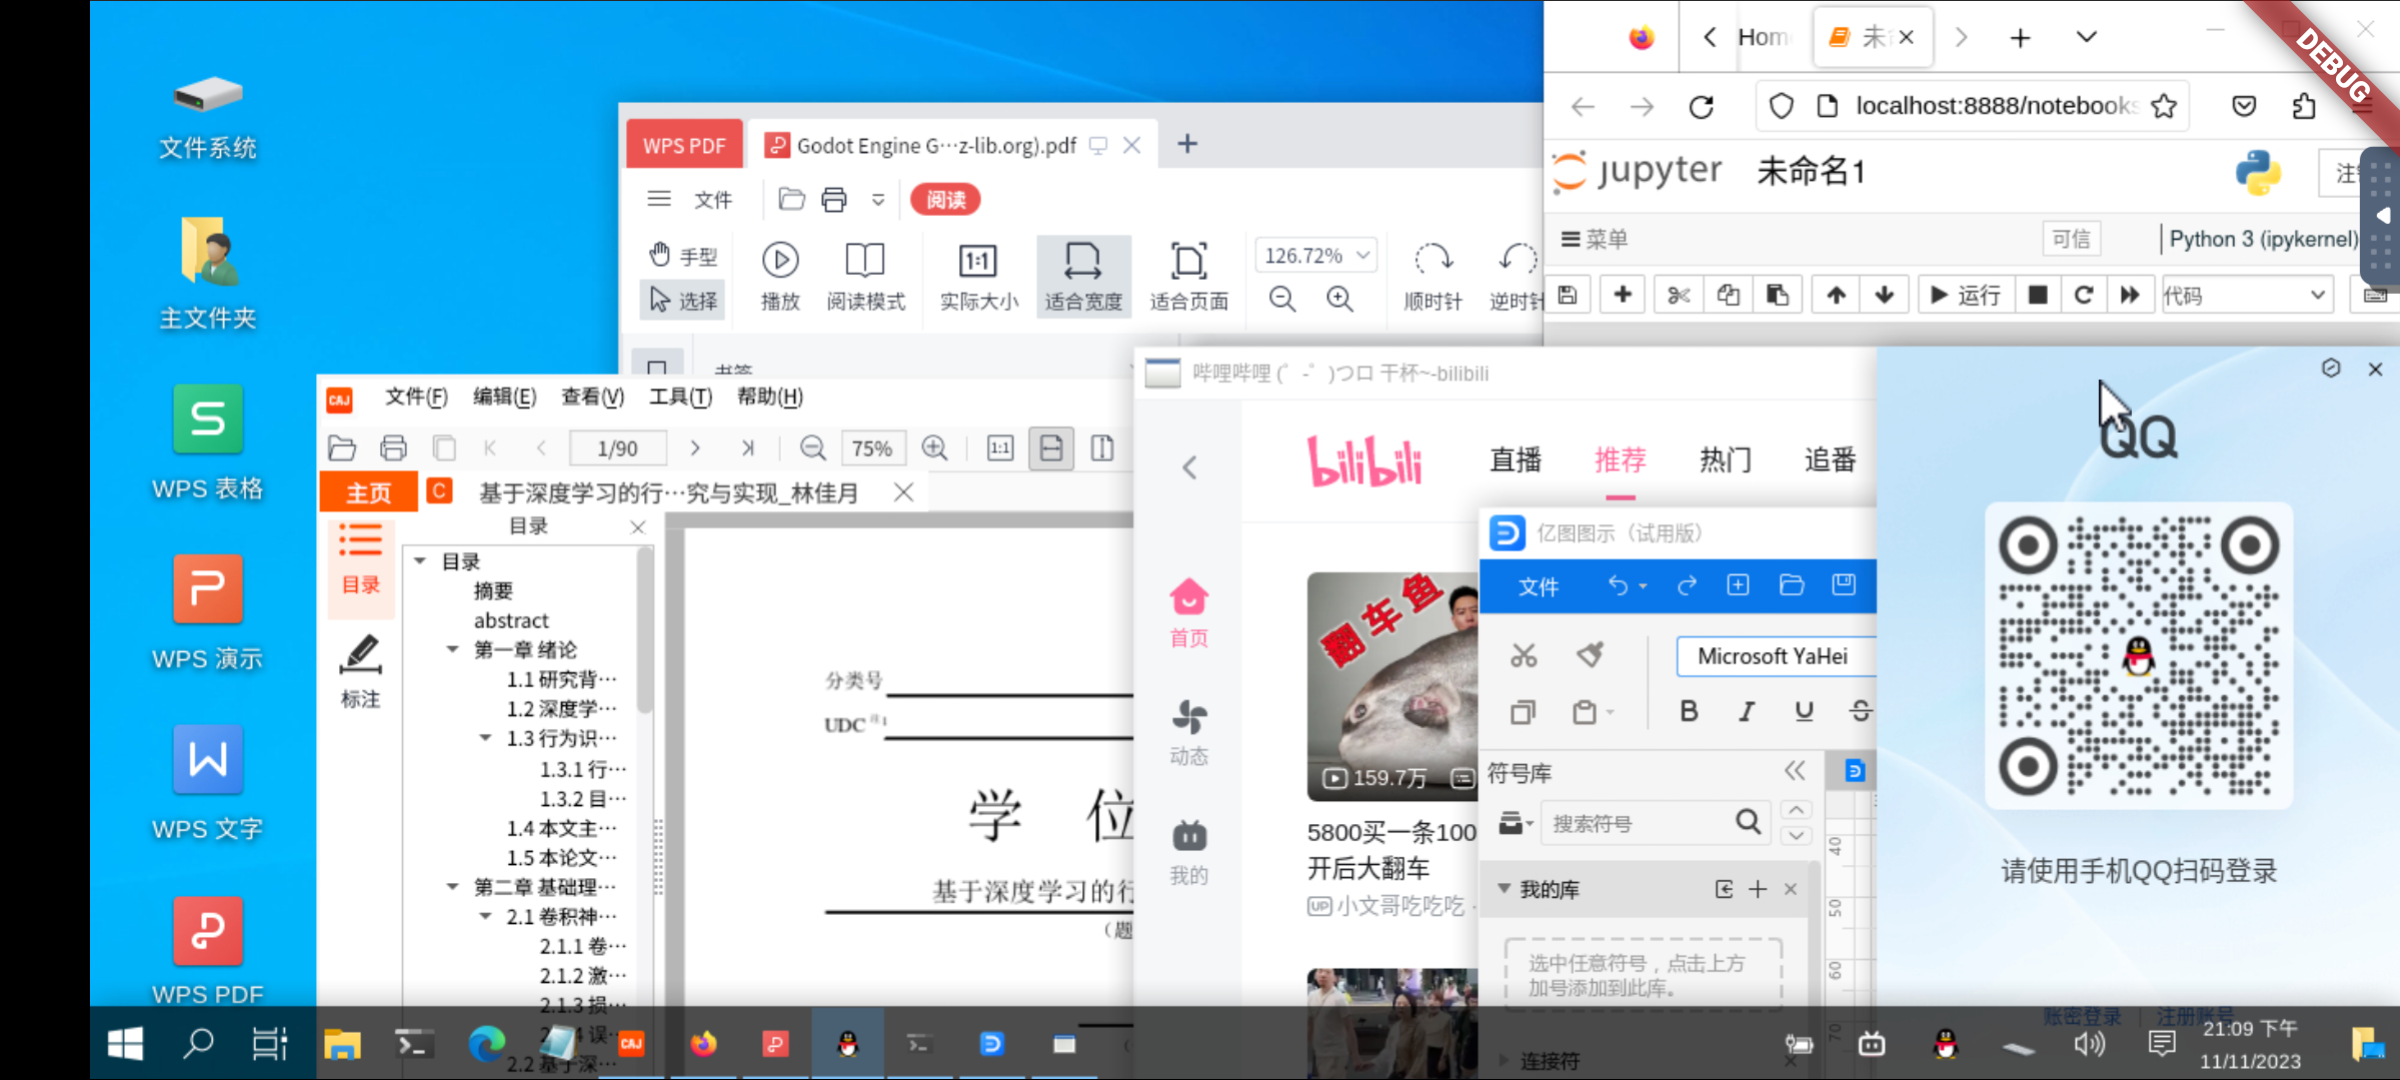 文件系统
主文件夹
WPS 表格
WPS 演示
WPS 文字
WPS PDF
WPS PDF
Godot Engine G···z-lib.org).pdf
文件
阅读
手型
选择
播放
阅读模式
实际大小
适合宽度
适合页面
126.72%
顺时针
逆时针
书签
Hom
未
localhost:8888/notebooks
DEBUG
jupyter
未命名1
菜单
可信
Python 3 (ipykernel)
运行
代码
CAJ
文件(F)
编辑(E)
查看(V)
工具(T)
帮助(H)
1/90
75%
1:1
主页
C
基于深度学习的行···究与实现_林佳月
目录
标注
目录
目录
摘要
abstract
第一章 绪论
1.1 研究背···
1.2 深度学···
1.3 行为识···
1.3.1 行···
1.3.2 目···
1.4 本文主···
1.5 本论文···
第二章 基础理···
2.1 卷积神···
2.1.1 卷···
2.1.2 激···
2.1.3 损···
误···
2.2 基于深···
分类号
UDC
学 位
基于深度学习的行
（题
哔哩哔哩 (゜-゜)つロ 干杯~-bilibili
bilibili
直播
推荐
热门
追番
首页
动态
我的
翻车鱼
159.7万
5800买一条100
开后大翻车
UP 小文哥吃吃吃 ·
亿图图示（试用版）
文件
Microsoft YaHei
B I U S
符号库
搜索符号
我的库
选中任意符号，点击上方
加号添加到此库。
连接符
40
50
60
70
QQ
请使用手机QQ扫码登录
账密登录
注册账号
CAJ
21:09 下午
11/11/2023